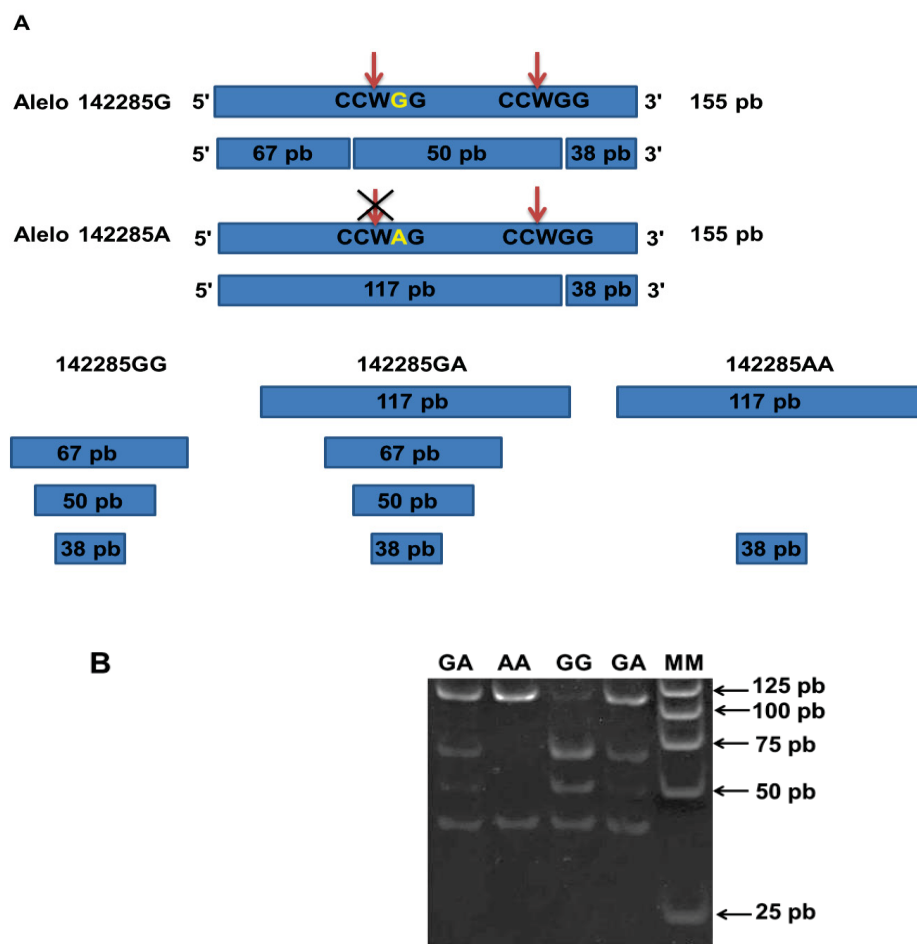 A
Alelo 142285G 5' CCWGG CCWGG 3' 155 pb
5' 67 pb 50 pb 38 pb 3'
Alelo 142285A 5' CCWAG CCWGG 3' 155 pb
5' 117 pb 38 pb 3'
142285GG 142285GA 142285AA
117 pb 117 pb
67 pb 67 pb
50 pb 50 pb
38 pb 38 pb 38 pb
B
GA AA GG GA MM
125 pb
100 pb
75 pb
50 pb
25 pb